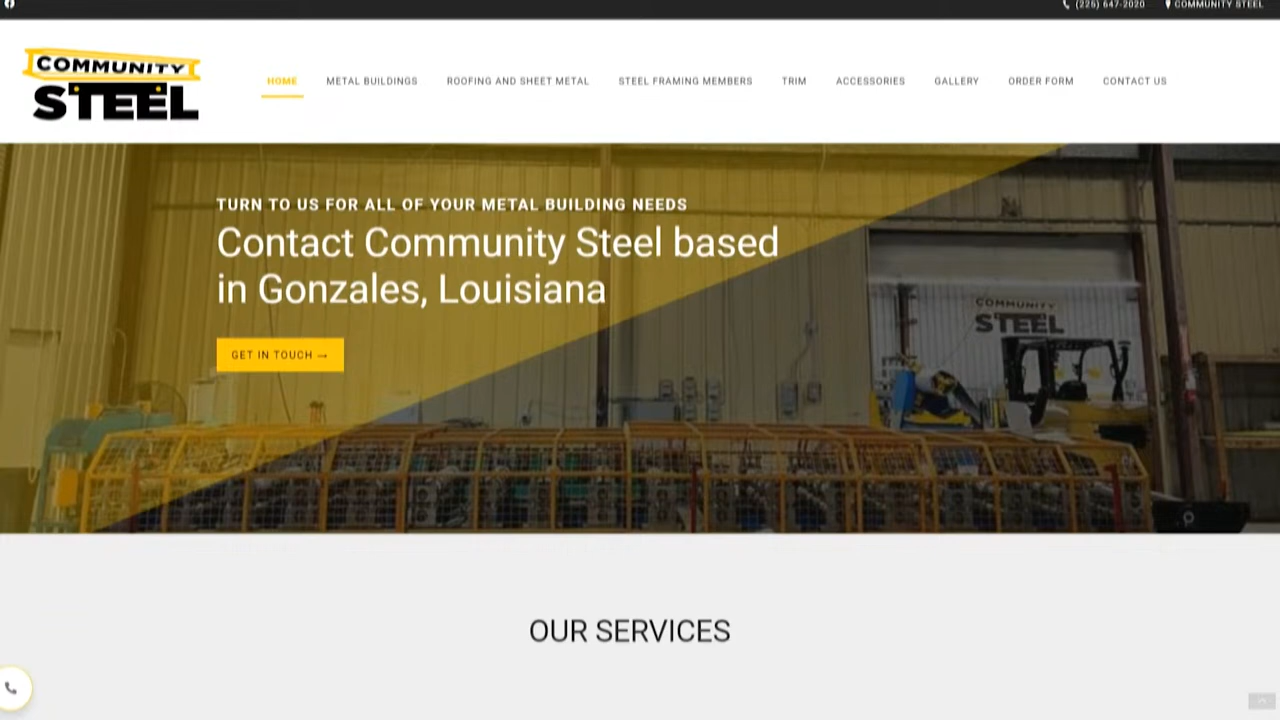 (225) 647-2020
COMMUNITY STEEL
COMMUNITY
STEEL
HOME
METAL BUILDINGS
ROOFING AND SHEET METAL
STEEL FRAMING MEMBERS
TRIM
ACCESSORIES
GALLERY
ORDER FORM
CONTACT US
TURN TO US FOR ALL OF YOUR METAL BUILDING NEEDS
Contact Community Steel based
in Gonzales, Louisiana
GET IN TOUCH →
COMMUNITY
STEEL
OUR SERVICES